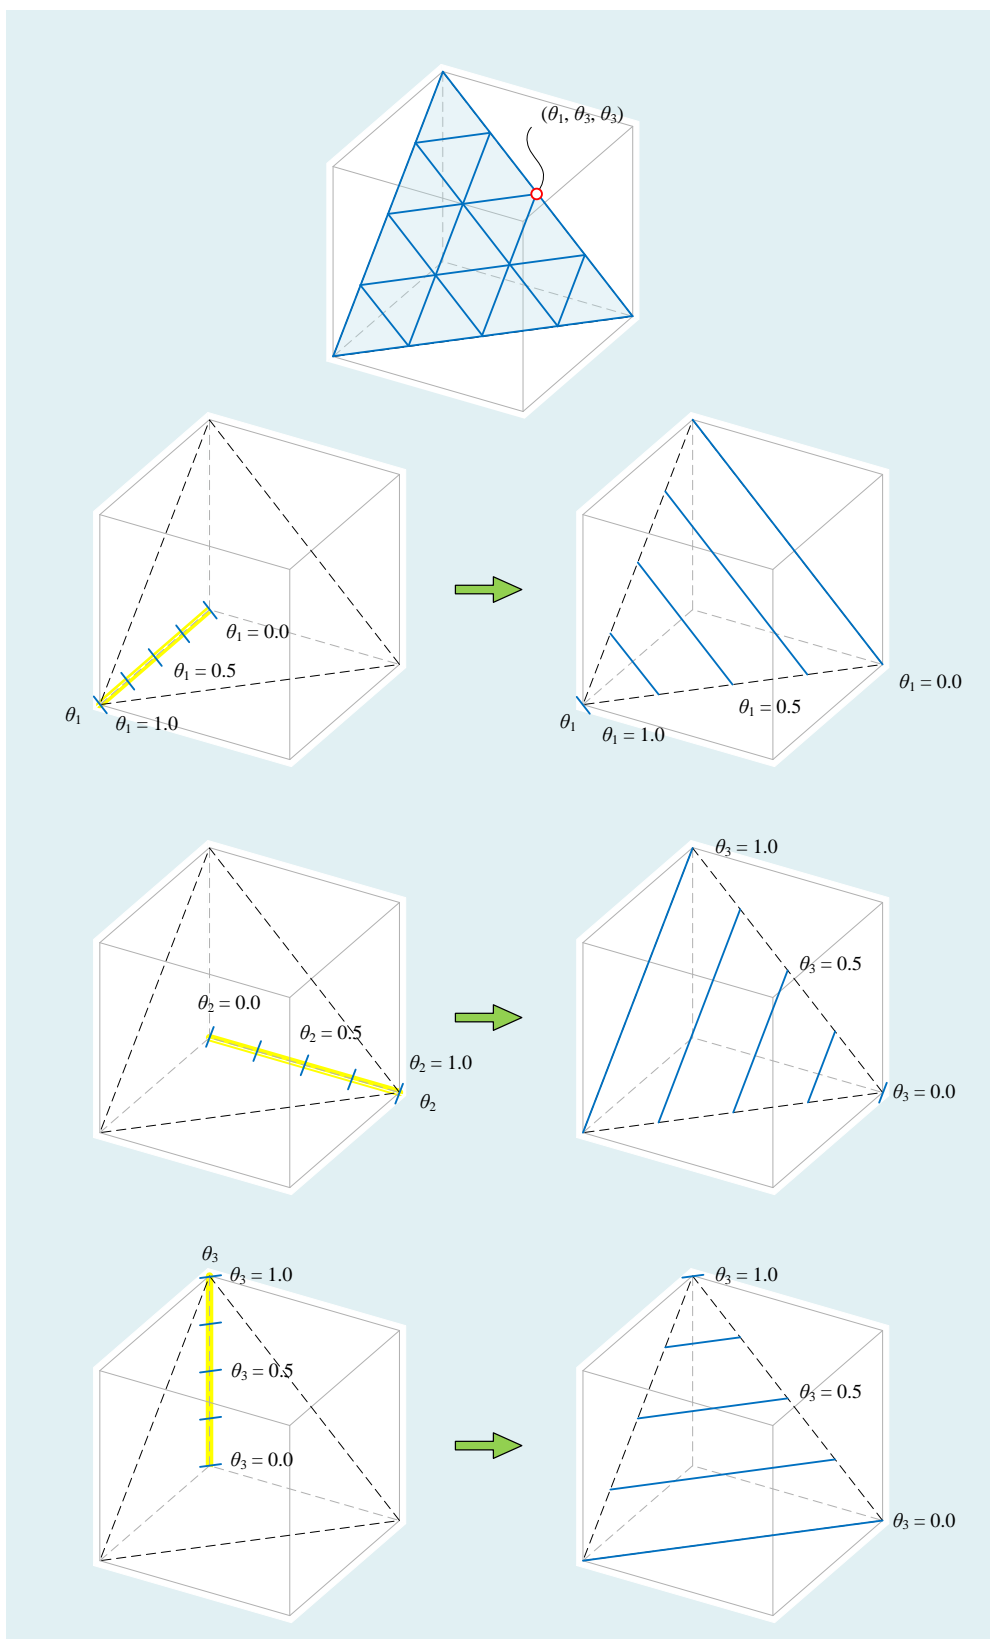 (θ₁, θ₃, θ₃)
θ₁ = 0.0
θ₁ = 0.5
θ₁
θ₁ = 1.0
θ₁ = 0.0
θ₁ = 0.5
θ₁
θ₁ = 1.0
θ₂ = 0.0
θ₂ = 0.5
θ₂ = 1.0
θ₂
θ₃ = 1.0
θ₃ = 0.5
θ₃ = 0.0
θ₃
θ₃ = 1.0
θ₃ = 0.5
θ₃ = 0.0
θ₃ = 1.0
θ₃ = 0.5
θ₃ = 0.0